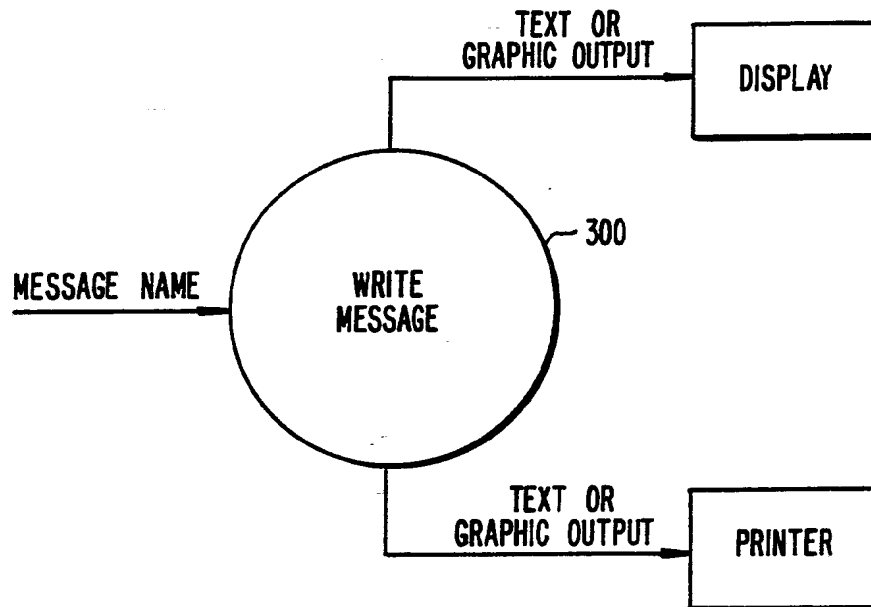 TEXT OR
GRAPHIC OUTPUT
DISPLAY
300
MESSAGE NAME
WRITE
MESSAGE
TEXT OR
GRAPHIC OUTPUT
PRINTER